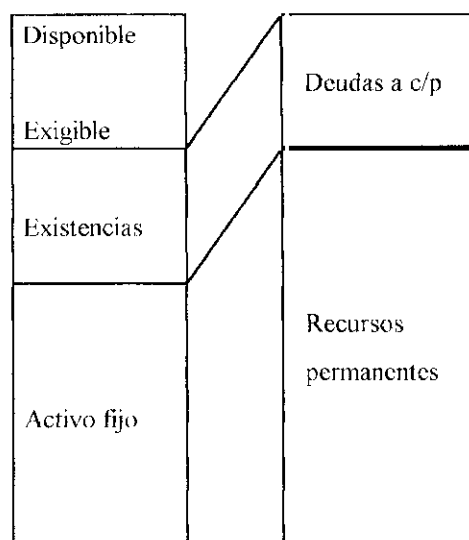 Disponible
Exigible
Existencias
Activo fijo
Deudas a c/p
Recursos
permanentes